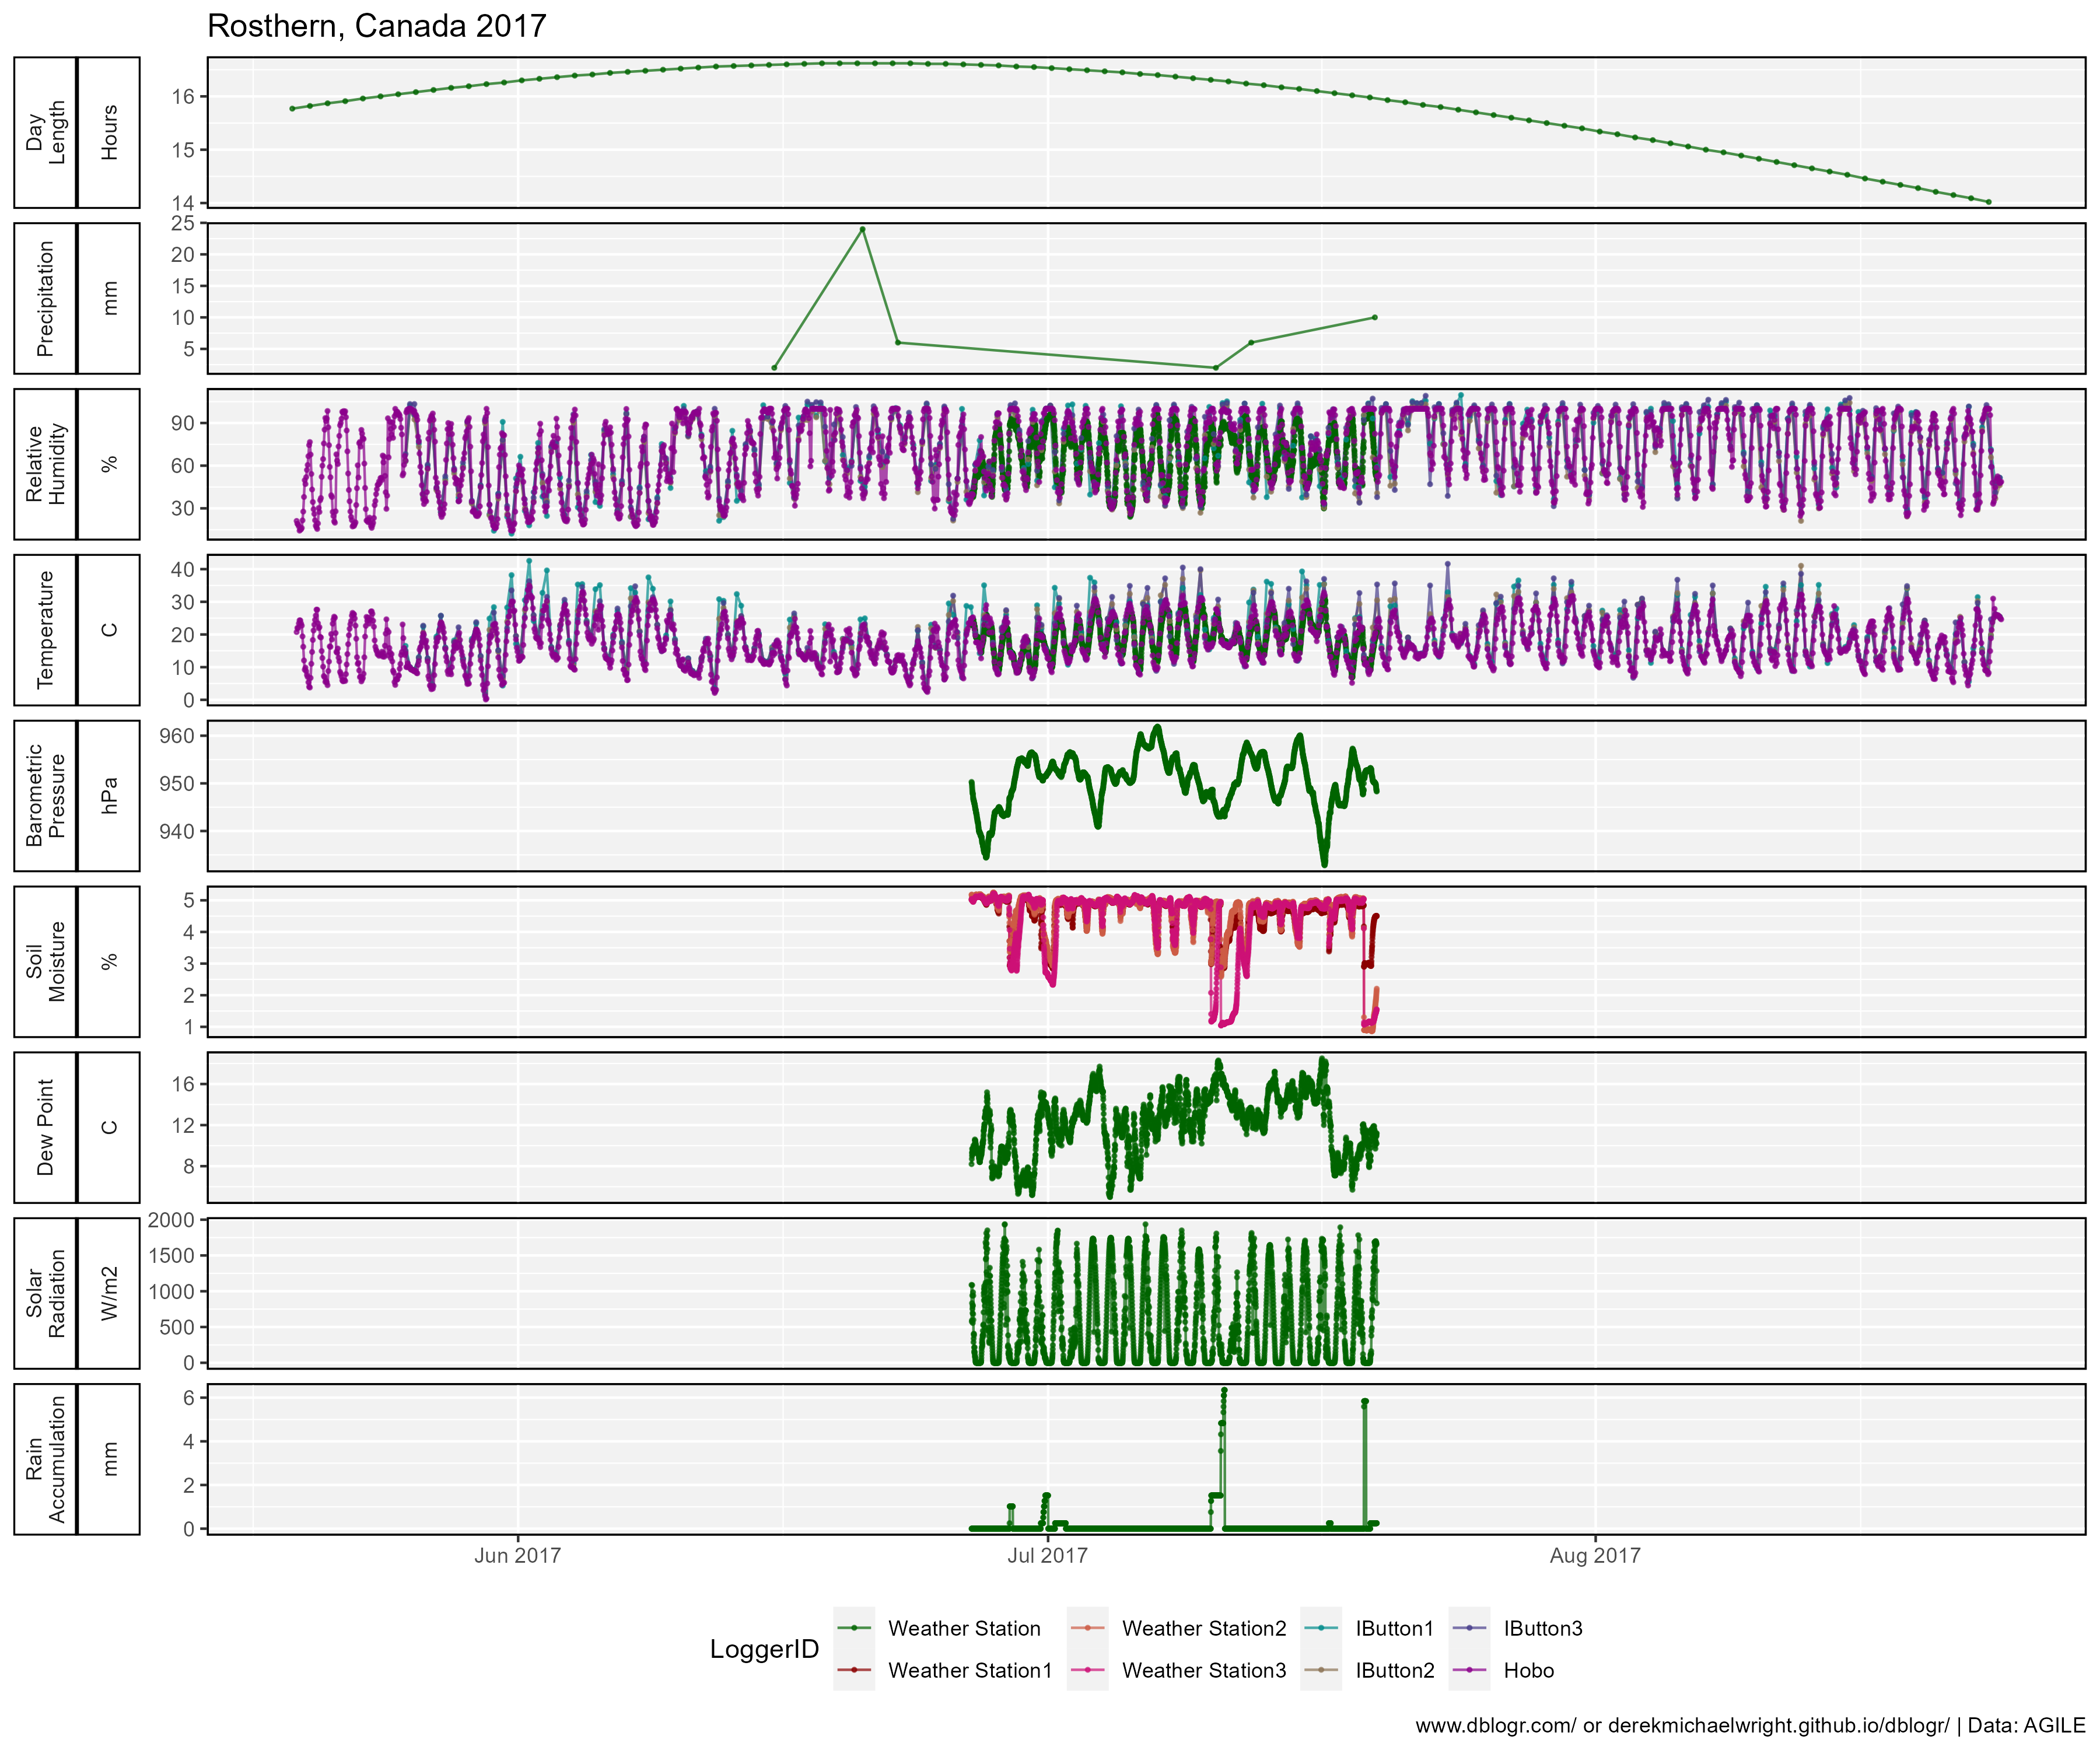 Rosthern, Canada 2017
Day
Length
Hours
16
15
14
Precipitation
mm
25
20
15
10
5
Relative
Humidity
%
90
60
30
Temperature
C
40
30
20
10
0
Barometric
Pressure
hPa
960
950
940
Soil
Moisture
%
5
4
3
2
1
Dew Point
C
16
12
8
Solar
Radiation
W/m2
2000
1500
1000
500
0
Rain
Accumulation
mm
6
4
2
0
Jun 2017 Jul 2017 Aug 2017
LoggerID
Weather Station Weather Station2 IButton1 IButton3
Weather Station1 Weather Station3 IButton2 Hobo
www.dblogr.com/ or derekmichaelwright.github.io/dblogr/ | Data: AGILE